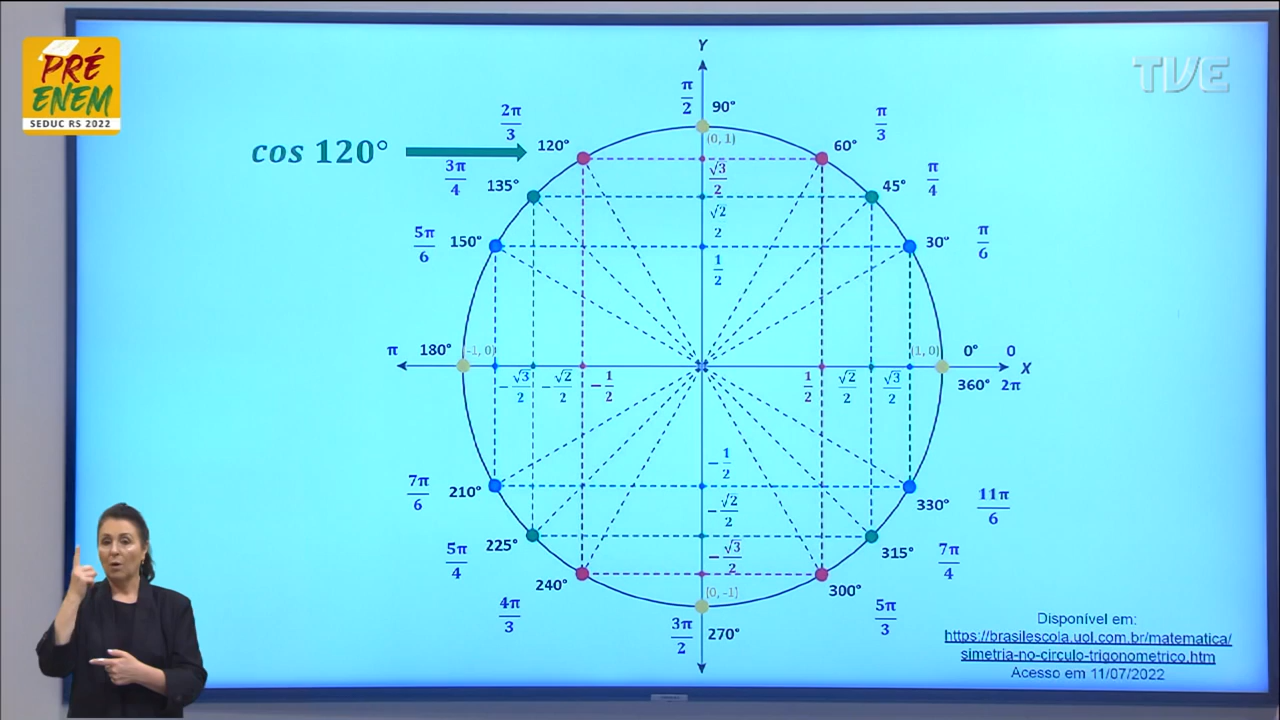 PRÉ
ENEM
SEDUC RS 2022
TVE
cos 120°
Y
π/2 90°
(0, 1)
2π/3 120°
60° π/3
3π/4 135°
45° π/4
5π/6 150°
30° π/6
√3/2
√2/2
1/2
π 180° (-1, 0)
(1, 0) 0° 0
X
360° 2π
-√3/2 -√2/2 -1/2 1/2 √2/2 √3/2
-1/2
-√2/2
-√3/2
7π/6 210°
330° 11π/6
5π/4 225°
315° 7π/4
4π/3 240°
300° 5π/3
(0, -1)
3π/2 270°
Disponível em:
https://brasilescola.uol.com.br/matematica/
simetria-no-circulo-trigonometrico.htm
Acesso em 11/07/2022